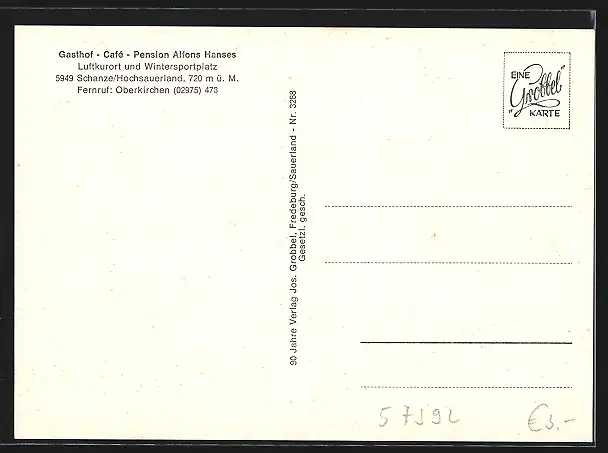 Gasthof - Café - Pension Alfons Hanses
Luftkurort und Wintersportplatz
5949 Schanze/Hochsauerland, 720 m ü. M.
Fernruf: Oberkirchen (02975) 473
90 Jahre Verlag Jos. Grobbel, Fredeburg/Sauerland - Nr. 3288
Gesetzl. gesch.
EINE
"Grobbel"
KARTE
57392
€3.-